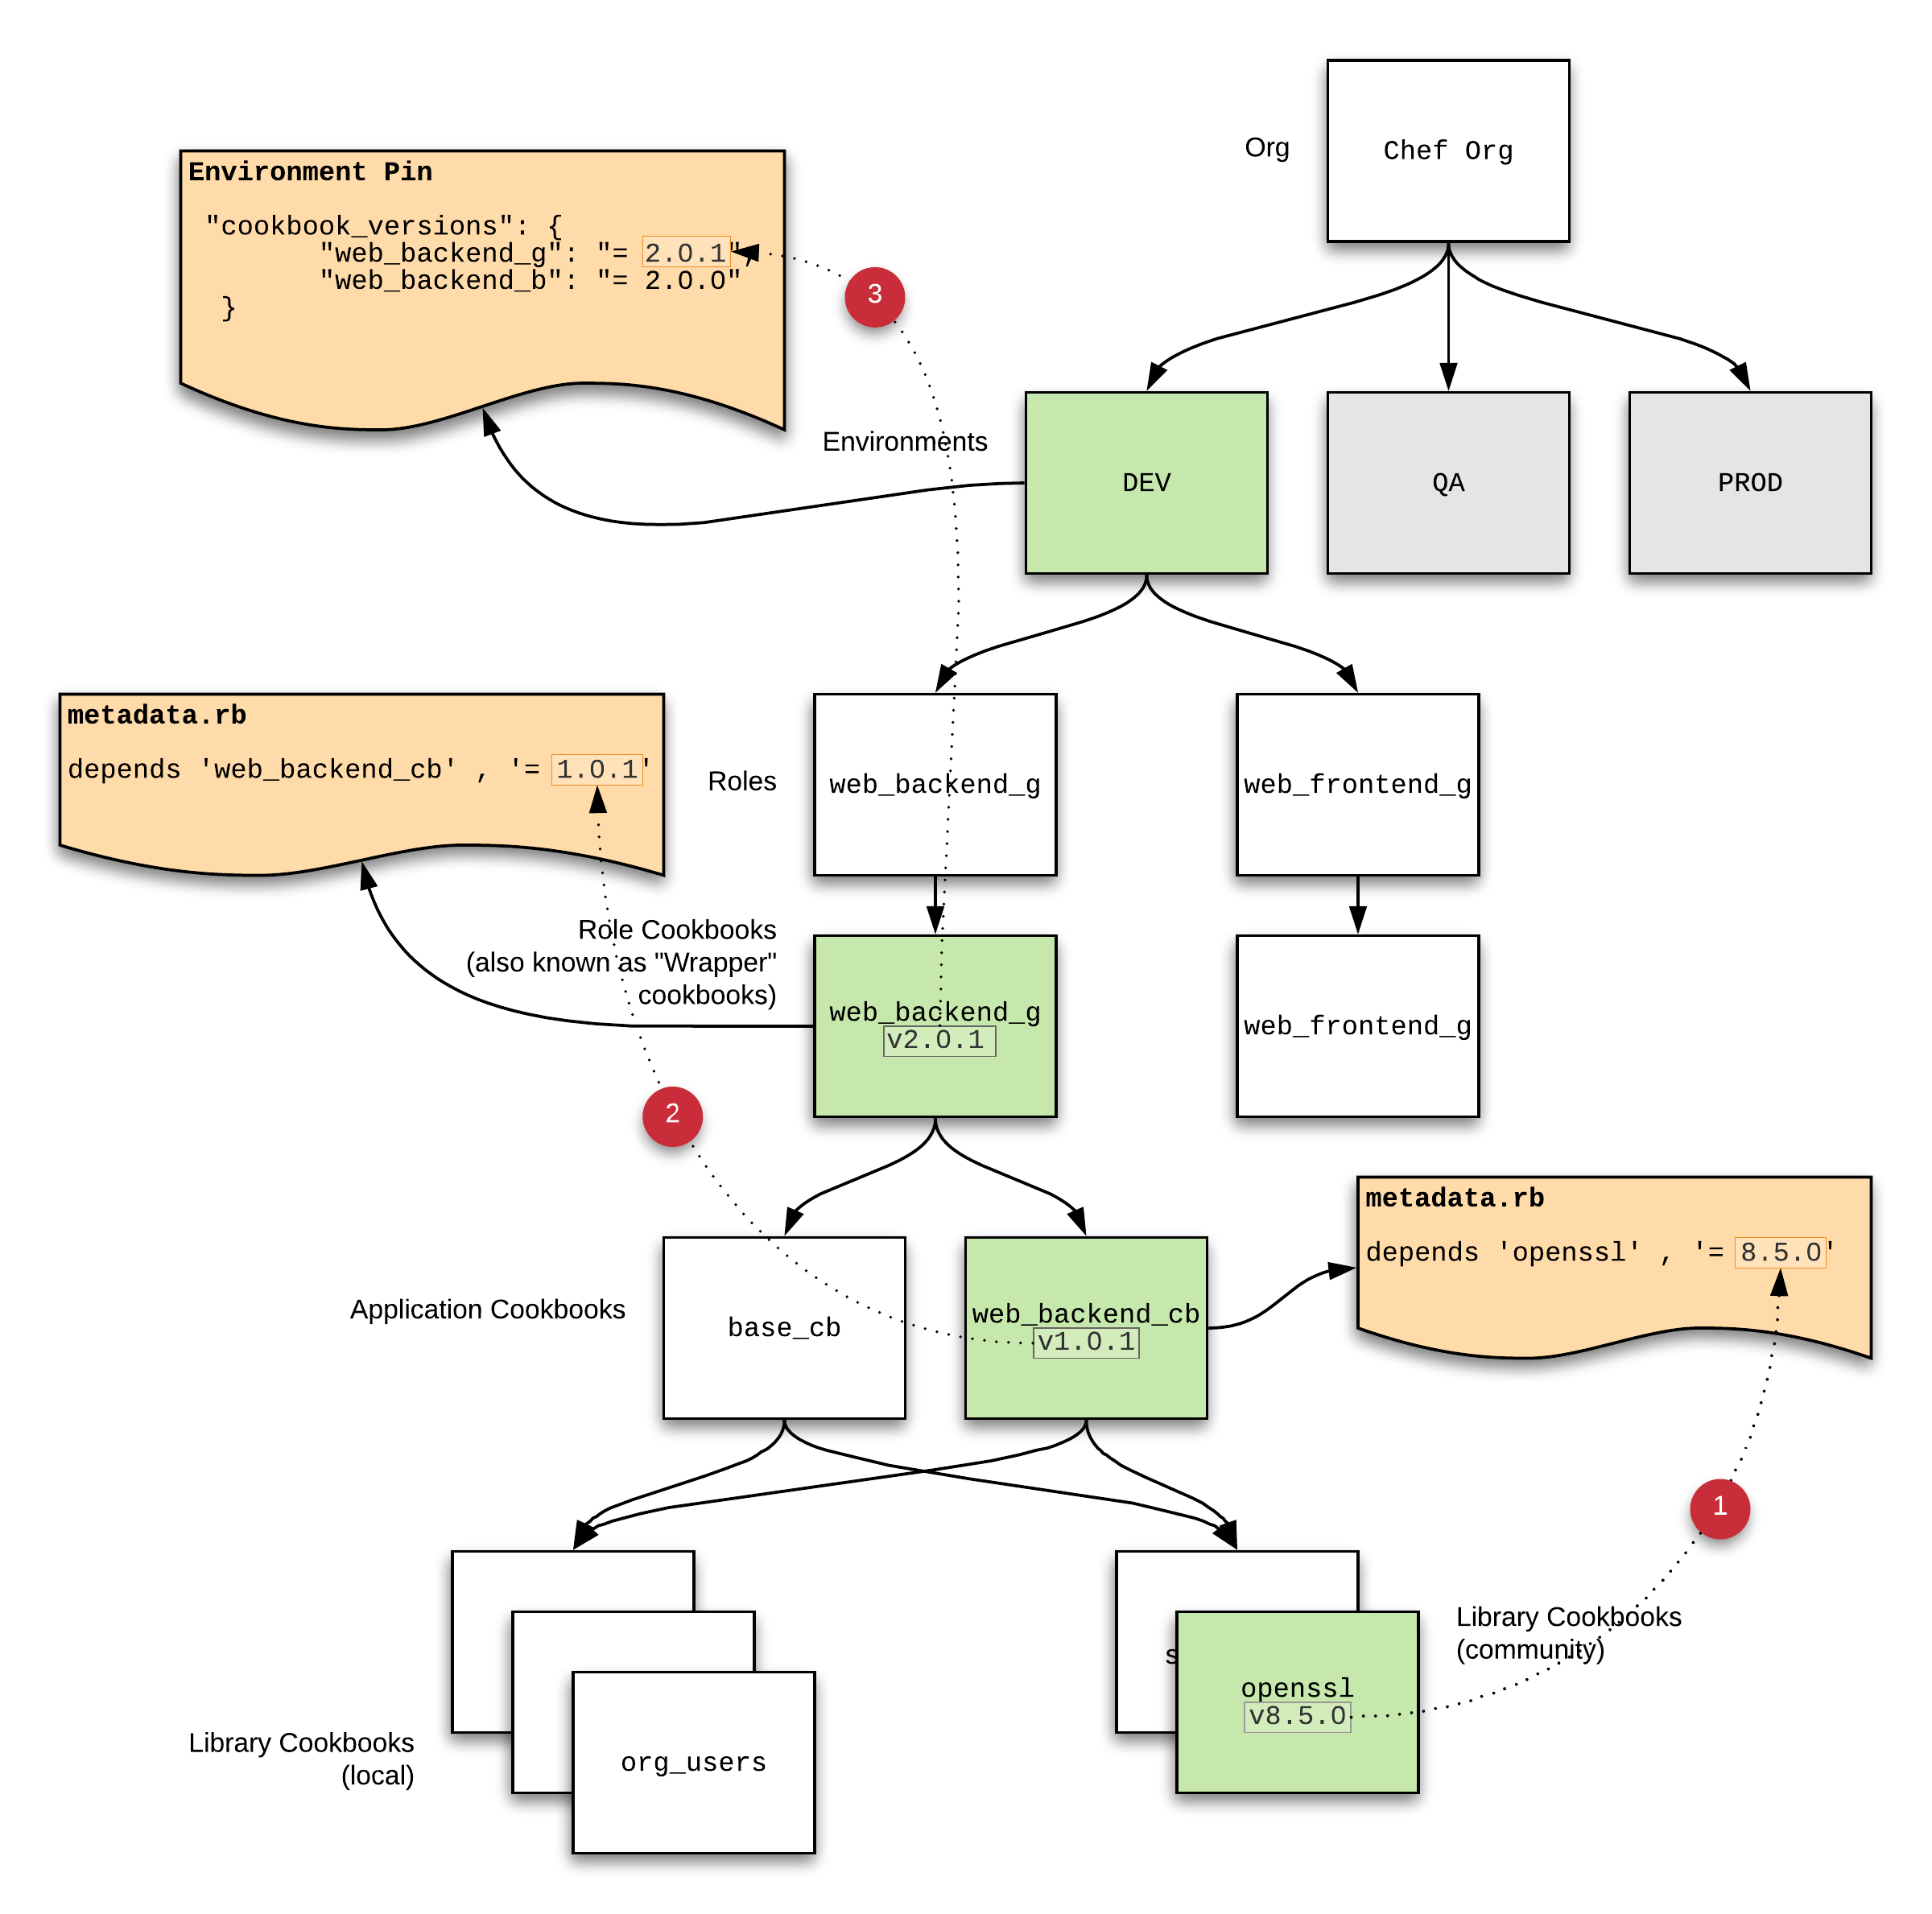 Org
Chef Org
Environment Pin
"cookbook_versions": {
"web_backend_g": "= 2.0.1",
"web_backend_b": "= 2.0.0"
}
3
Environments
DEV
QA
PROD
metadata.rb
depends 'web_backend_cb' , '= 1.0.1'
Roles
web_backend_g
web_frontend_g
Role Cookbooks
(also known as "Wrapper"
cookbooks)
web_backend_g
v2.0.1
web_frontend_g
2
metadata.rb
depends 'openssl' , '= 8.5.0'
Application Cookbooks
base_cb
web_backend_cb
v1.0.1
1
Library Cookbooks
(community)
openssl
v8.5.0
Library Cookbooks
(local)
org_users